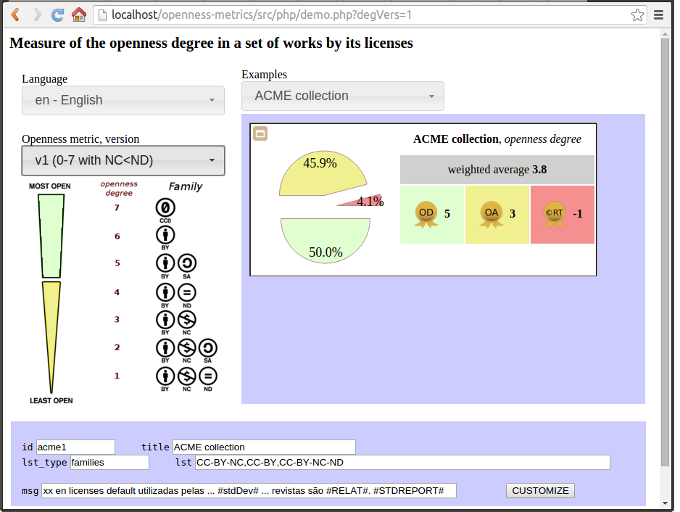 localhost/openness-metrics/src/php/demo.php?degVers=1
Measure of the openness degree in a set of works by its licenses
Language
en - English
Examples
ACME collection
Openness metric, version
v1 (0-7 with NC<ND)
MOST OPEN
openness degree
Family
7
CC0
6
BY
5
BY SA
4
BY ND
3
BY NC
2
BY NC SA
1
BY NC ND
LEAST OPEN
ACME collection, openness degree
45.9%
4.1%
50.0%
weighted average 3.8
OD 5
OA 3
©RT -1
id acme1 title ACME collection
lst_type families lst CC-BY-NC,CC-BY,CC-BY-NC-ND
msg xx en licenses default utilizadas pelas ... #stdDev# ... revistas são #RELAT#. #STDREPORT# CUSTOMIZE